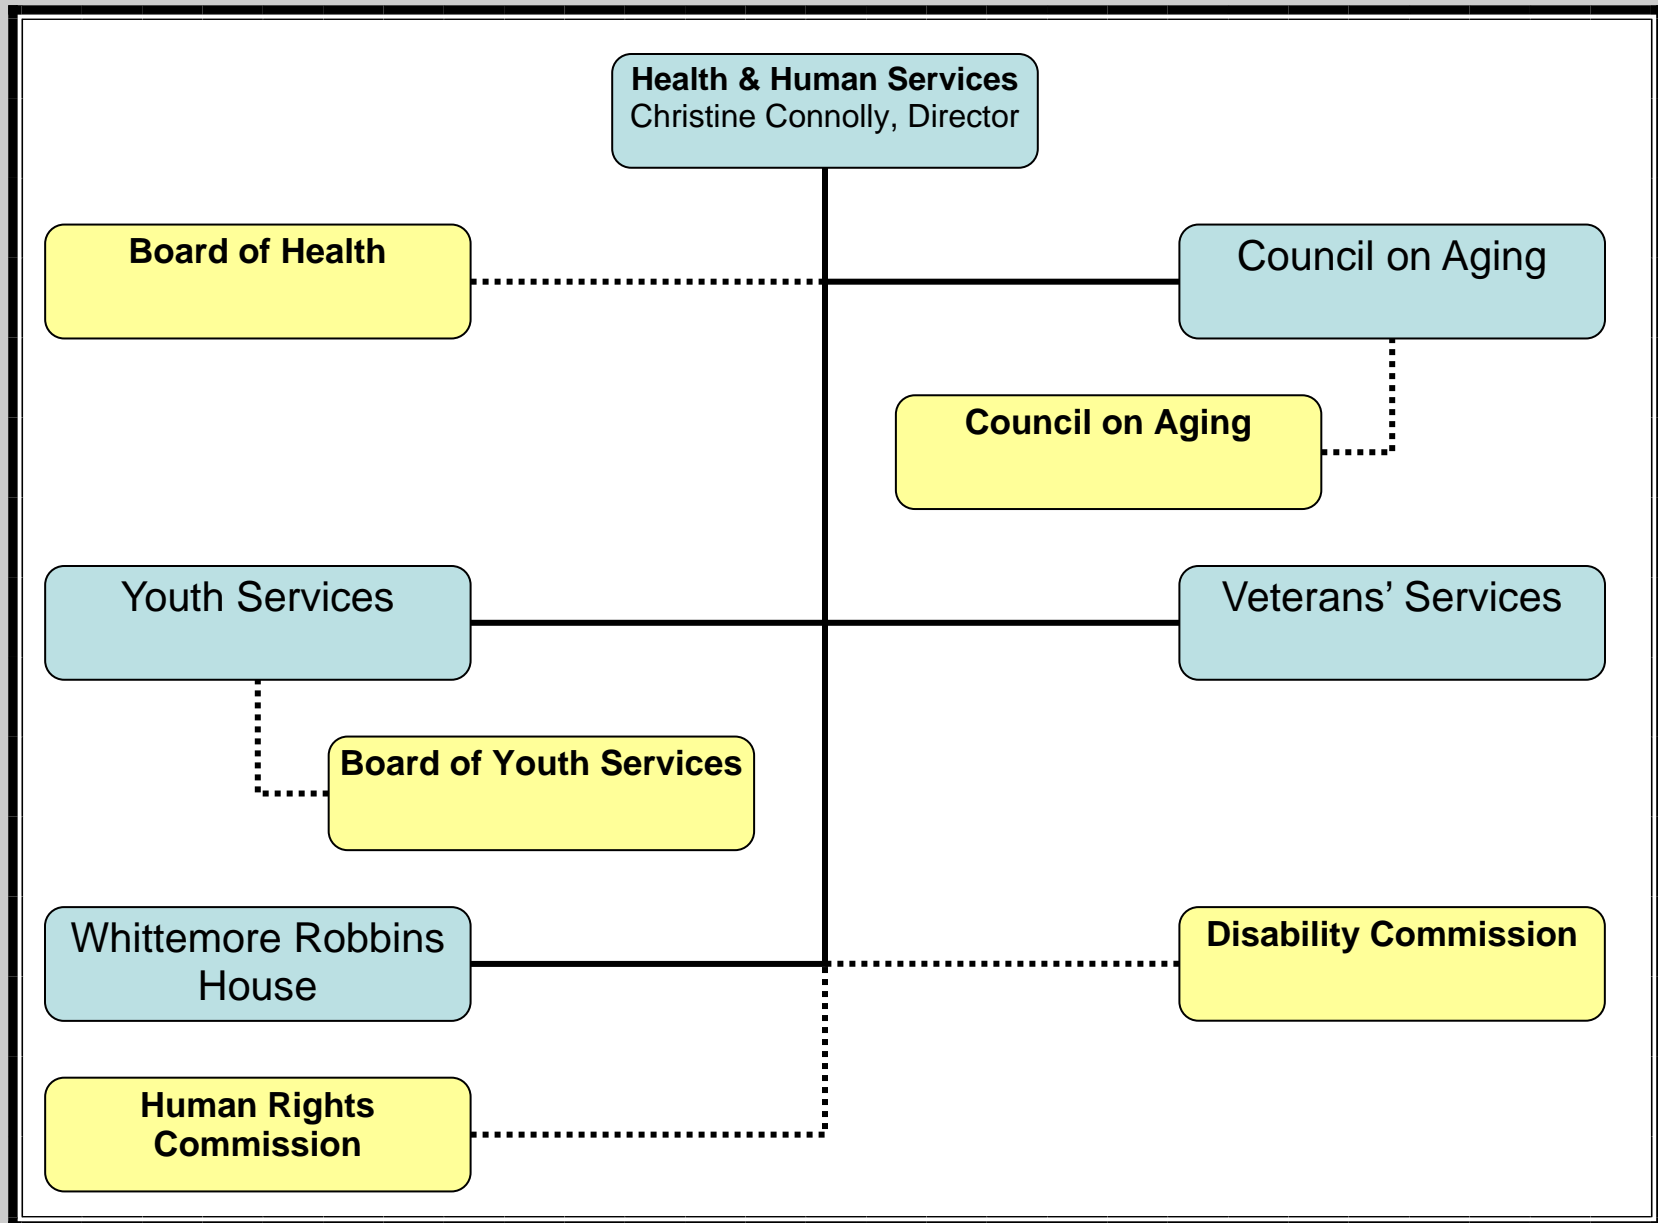 Health & Human Services
Christine Connolly, Director
Board of Health
Council on Aging
Council on Aging
Youth Services
Veterans’ Services
Board of Youth Services
Whittemore Robbins
House
Disability Commission
Human Rights
Commission